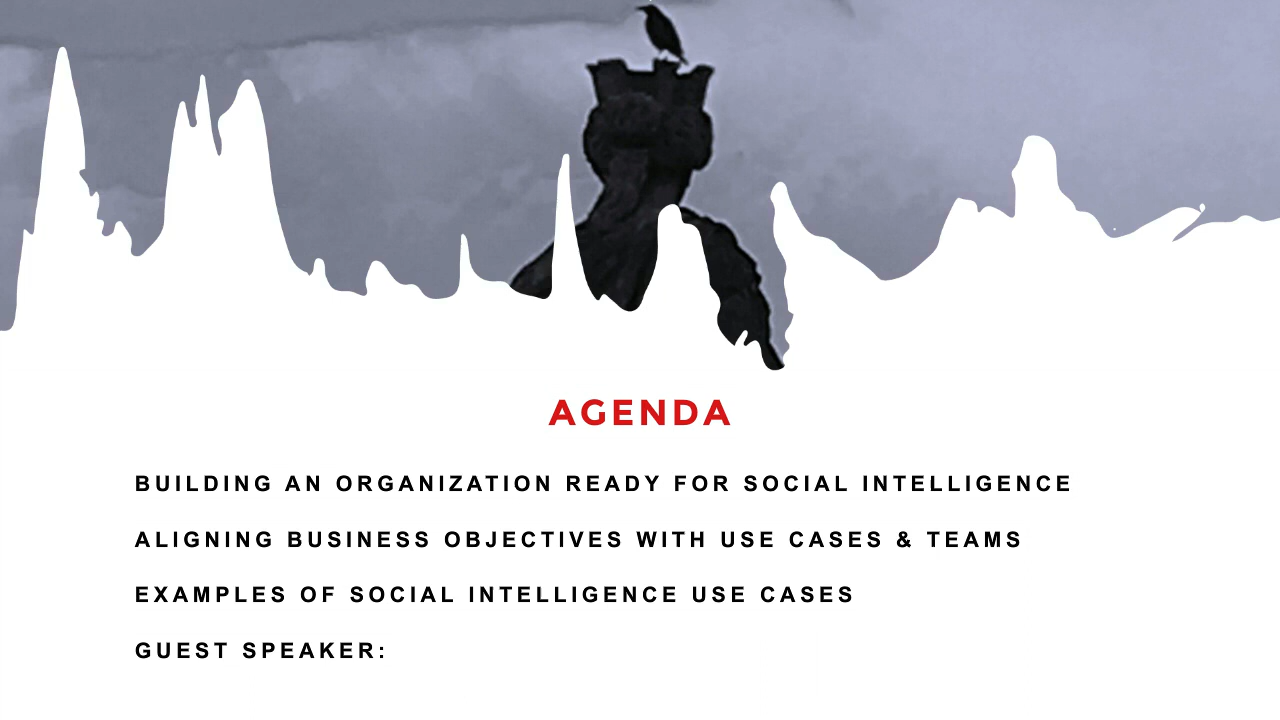 AGENDA
BUILDING AN ORGANIZATION READY FOR SOCIAL INTELLIGENCE
ALIGNING BUSINESS OBJECTIVES WITH USE CASES & TEAMS
EXAMPLES OF SOCIAL INTELLIGENCE USE CASES
GUEST SPEAKER: